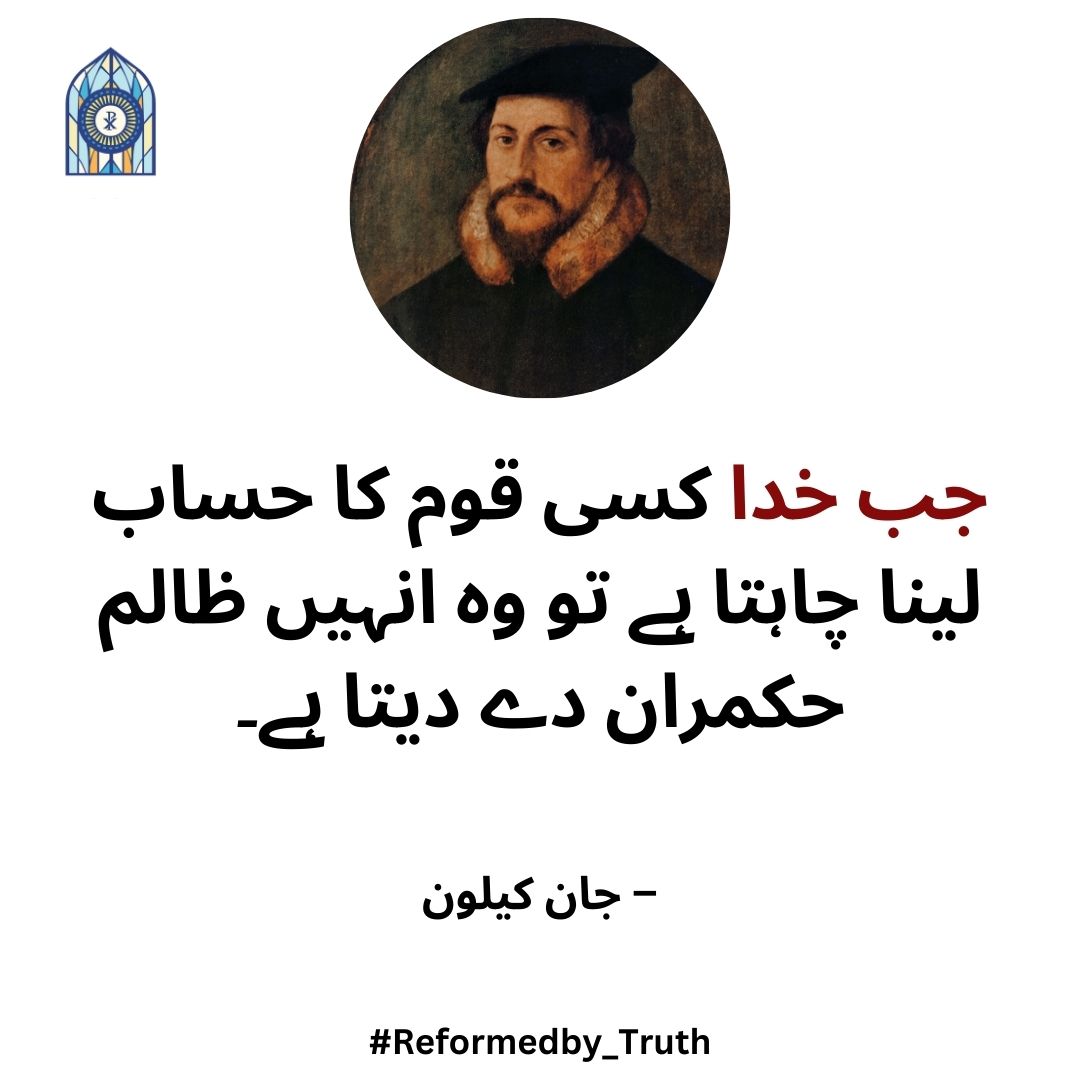 جب خدا کسی قوم کا حساب
لینا چاہتا ہے تو وہ انہیں ظالم
حکمران دے دیتا ہے۔
– جان کیلون
#Reformedby_Truth